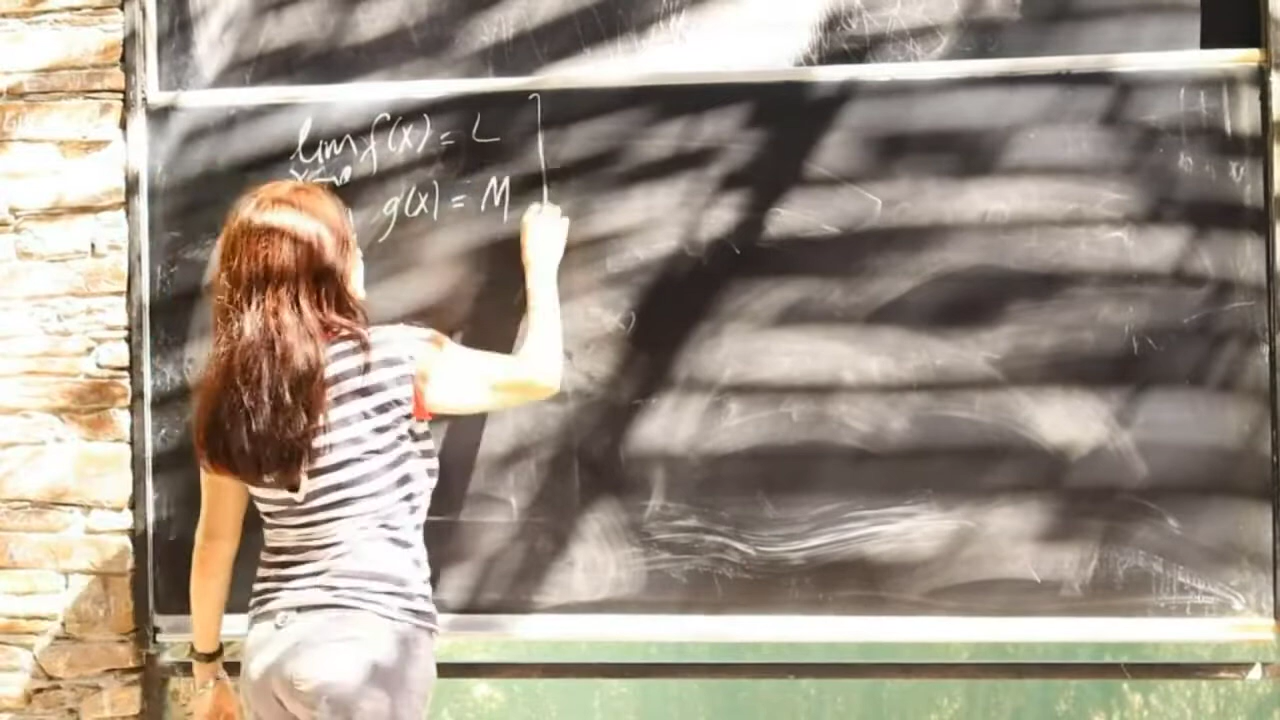 lim f(x) = L
g(x) = M